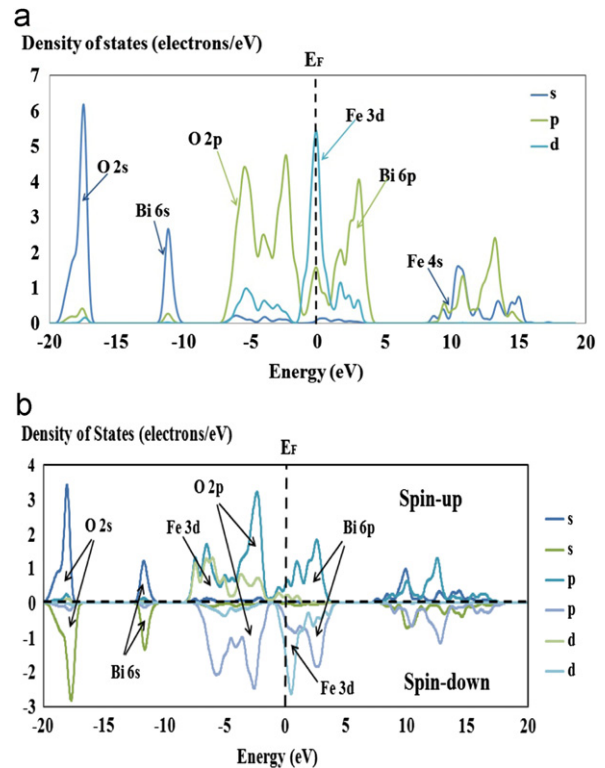 a
Density of states (electrons/eV)
EF
7
6
5
4
3
2
1
0
-20 -15 -10 -5 0 5 10 15 20
Energy (eV)
O 2s
Bi 6s
O 2p
Fe 3d
Bi 6p
Fe 4s
s
p
d
b
Density of States (electrons/eV)
EF
4
3
2
1
0
-1
-2
-3
-20 -15 -10 -5 0 5 10 15 20
Energy (eV)
O 2s
Bi 6s
Fe 3d
O 2p
Bi 6p
Fe 3d
Spin-up
Spin-down
s
s
p
p
d
d